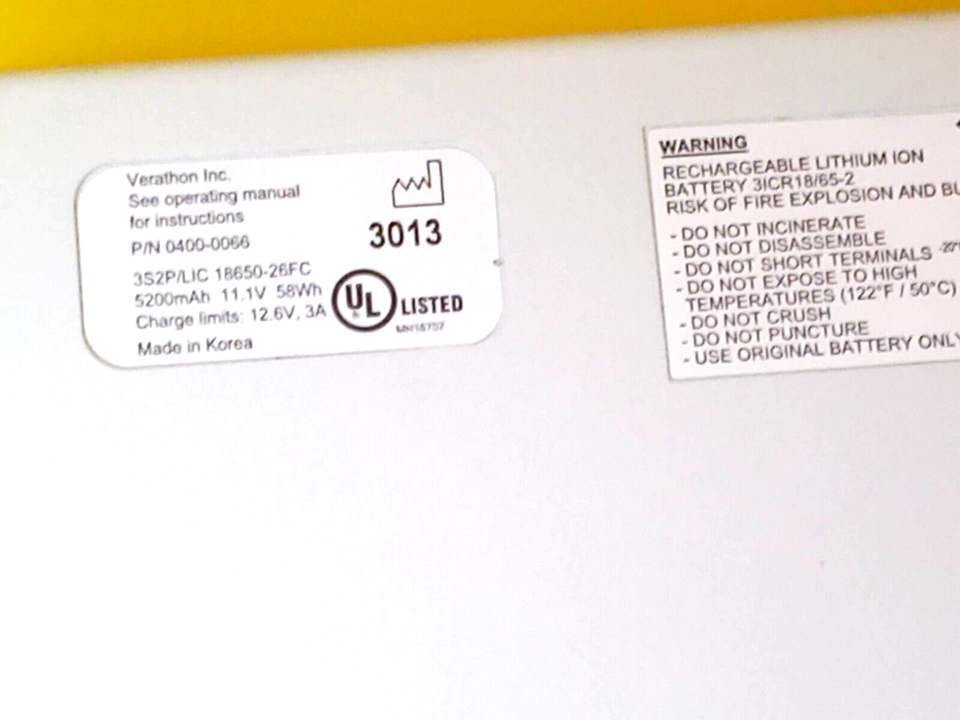 Verathon Inc.
See operating manual
for instructions
P/N 0400-0066
3013
3S2P/LIC 18650-26FC
5200mAh 11.1V 58Wh
Charge limits: 12.6V, 3A
Made in Korea
UL LISTED
WARNING
RECHARGEABLE LITHIUM ION
BATTERY 3ICR18/65-2
RISK OF FIRE EXPLOSION AND BU
- DO NOT INCINERATE
- DO NOT DISASSEMBLE
- DO NOT SHORT TERMINALS
- DO NOT EXPOSE TO HIGH
TEMPERATURES (122°F / 50°C)
- DO NOT CRUSH
- DO NOT PUNCTURE
- USE ORIGINAL BATTERY ONLY